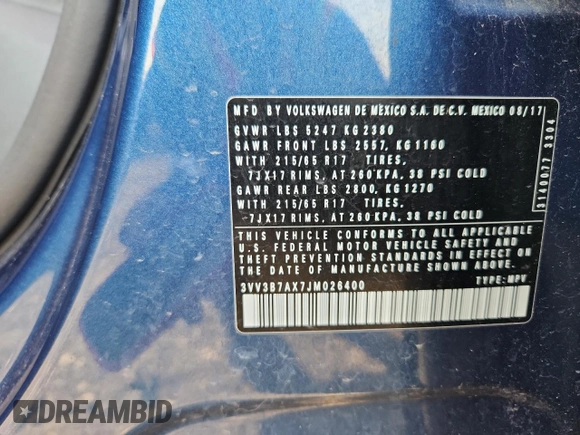 MFD BY VOLKSWAGEN DE MEXICO S.A. DE C.V. MEXICO 08/17
GVWR LBS 5247 KG 2380
GAWR FRONT LBS 2557, KG 1160
WITH 215/65 R17 TIRES,
7JX17 RIMS, AT 260 KPA, 38 PSI COLD
GAWR REAR LBS 2800, KG 1270
WITH 215/65 R17 TIRES,
7JX17 RIMS, AT 260 KPA, 38 PSI COLD
THIS VEHICLE CONFORMS TO ALL APPLICABLE
U.S. FEDERAL MOTOR VEHICLE SAFETY AND
THEFT PREVENTION STANDARDS IN EFFECT ON
THE DATE OF MANUFACTURE SHOWN ABOVE.
3VV3B7AX7JM026400 TYPE: MPV
3140077 3304
DREAMBID